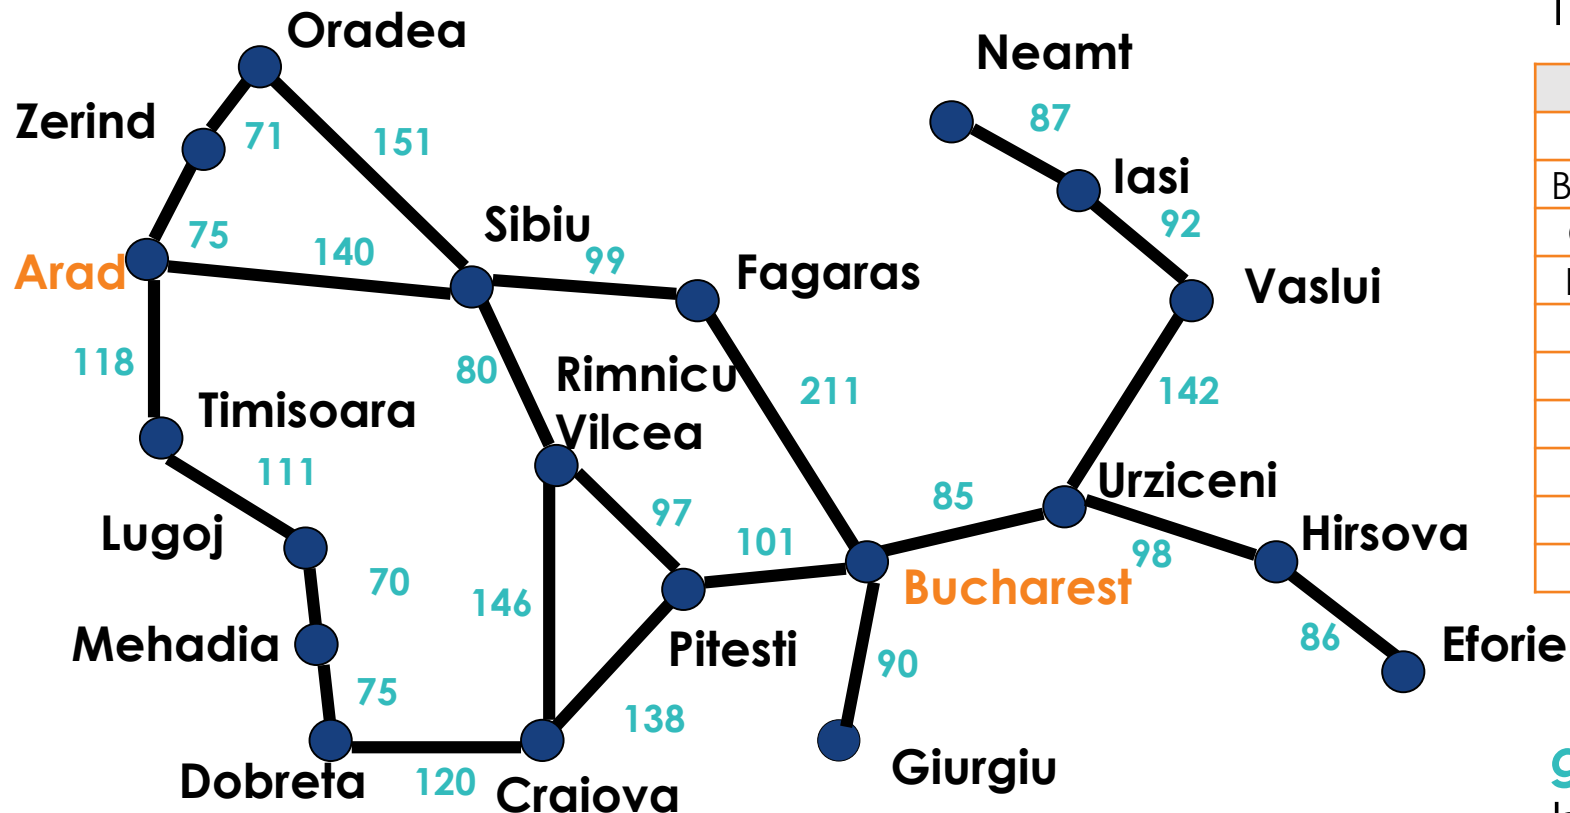 Oradea
Neamt
Zerind
71
151
87
Iasi
B
92
Sibiu
75
140
99
Arad
Fagaras
Vaslui
118
80
Rimnicu
Vilcea
211
142
Timisoara
111
Urziceni
97
85
Lugoj
101
Hirsova
98
70
Bucharest
146
Mehadia
Pitesti
90
86
Eforie
75
138
Dobreta
120
Craiova
Giurgiu
g